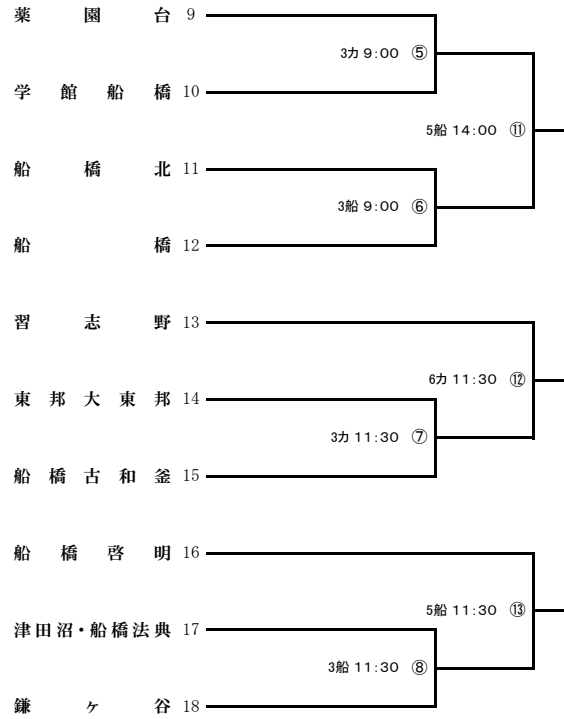 薬園台 9
3カ 9:00 ⑤
学館船橋 10
5船 14:00 ⑪
船橋北 11
3船 9:00 ⑥
船橋 12
習志野 13
6カ 11:30 ⑫
東邦大東邦 14
3カ 11:30 ⑦
船橋古和釜 15
船橋啓明 16
5船 11:30 ⑬
津田沼・船橋法典 17
3船 11:30 ⑧
鎌ヶ谷 18